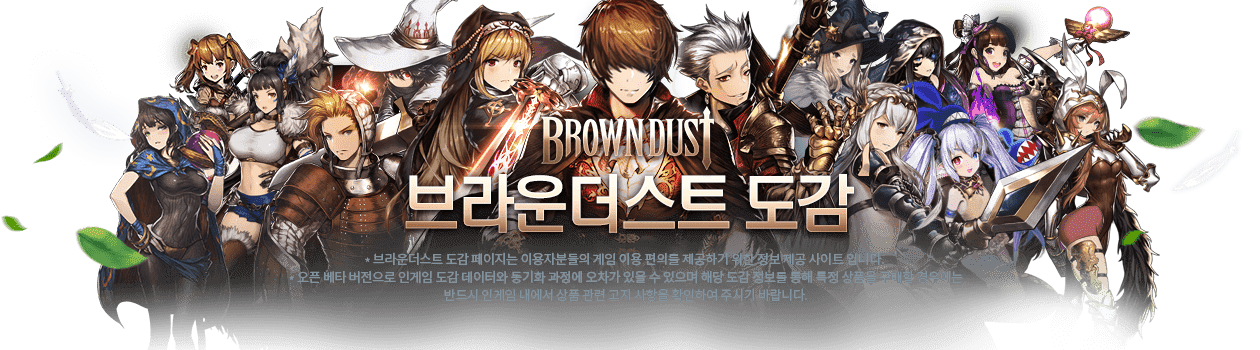 BROWN DUST
브라운더스트 도감
* 브라운더스트 도감 페이지는 이용자분들의 게임 이용 편의를 제공하기 위한 정보 제공 사이트 입니다.
* 오픈 베타 버전으로 인게임 도감 데이터와 동기화 과정에 오차가 있을 수 있으며 해당 도감 정보를 통해 특정 상품을 구매할 경우에는
반드시 인게임 내에서 상품 관련 고지 사항을 확인하여 주시기 바랍니다.